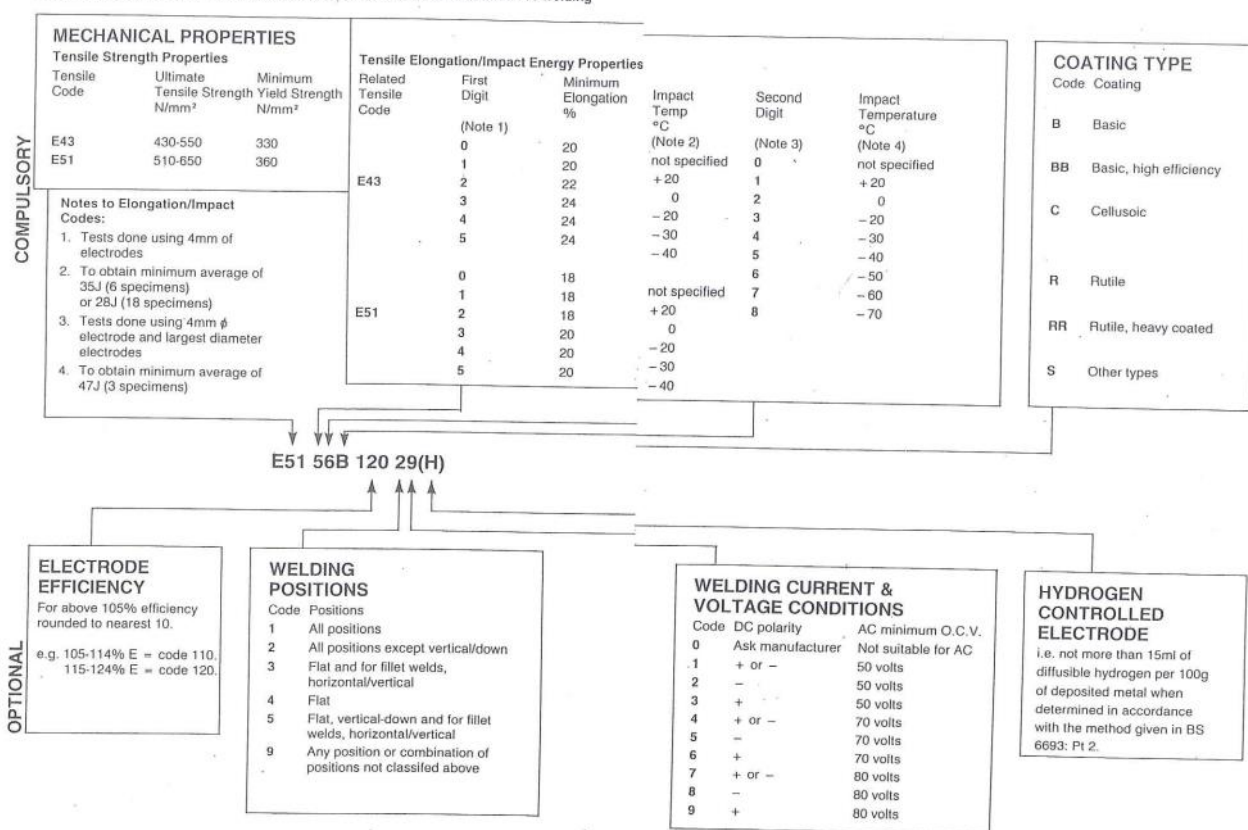 welding
COMPULSORY
MECHANICAL PROPERTIES
Tensile Strength Properties
Tensile Ultimate Minimum
Code Tensile Strength Yield Strength
N/mm² N/mm²
E43 430-550 330
E51 510-650 360
Notes to Elongation/Impact
Codes:
1. Tests done using 4mm of
electrodes
2. To obtain minimum average of
35J (6 specimens)
or 28J (18 specimens)
3. Tests done using 4mm ϕ
electrode and largest diameter
electrodes
4. To obtain minimum average of
47J (3 specimens)
Tensile Elongation/Impact Energy Properties
Related First Minimum Impact Second Impact
Tensile Digit Elongation Temp Digit Temperature
Code % °C °C
(Note 1) (Note 2) (Note 3) (Note 4)
0 20 not specified 0 not specified
1 20 +20 1 +20
E43 2 22 0 2 0
3 24 −20 3 −20
4 24 −30 4 −30
5 24 −40 5 −40
6 −50
0 18 not specified 7 −60
1 18 +20 8 −70
E51 2 18 0
3 20 −20
4 20 −30
5 20 −40
COATING TYPE
Code Coating
B Basic
BB Basic, high efficiency
C Cellusoic
R Rutile
RR Rutile, heavy coated
S Other types
E51 56B 120 29(H)
OPTIONAL
ELECTRODE
EFFICIENCY
For above 105% efficiency
rounded to nearest 10.
e.g. 105-114% E = code 110.
115-124% E = code 120.
WELDING
POSITIONS
Code Positions
1 All positions
2 All positions except vertical/down
3 Flat and for fillet welds,
horizontal/vertical
4 Flat
5 Flat, vertical-down and for fillet
welds, horizontal/vertical
9 Any position or combination of
positions not classifed above
WELDING CURRENT &
VOLTAGE CONDITIONS
Code DC polarity AC minimum O.C.V.
0 Ask manufacturer Not suitable for AC
1 + or − 50 volts
2 − 50 volts
3 + 50 volts
4 + or − 70 volts
5 − 70 volts
6 + 70 volts
7 + or − 80 volts
8 − 80 volts
9 + 80 volts
HYDROGEN
CONTROLLED
ELECTRODE
i.e. not more than 15ml of
diffusible hydrogen per 100g
of deposited metal when
determined in accordance
with the method given in BS
6693: Pt 2.